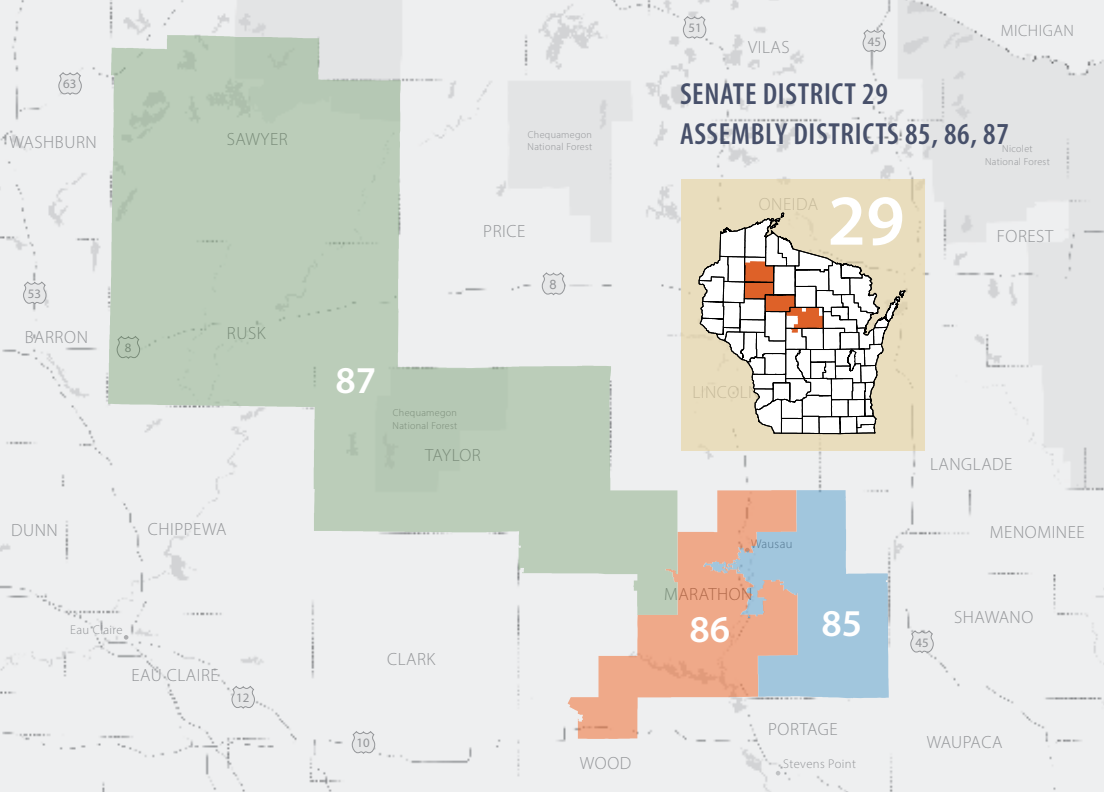 51
VILAS
45
MICHIGAN
63
SENATE DISTRICT 29
ASSEMBLY DISTRICTS 85, 86, 87
WASHBURN
SAWYER
Chequamegon
National Forest
Nicolet
National Forest
ONEIDA
29
PRICE
FOREST
8
53
BARRON
RUSK
8
87
LINCOLN
Chequamegon
National Forest
TAYLOR
LANGLADE
DUNN
CHIPPEWA
MENOMINEE
Wausau
MARATHON
86
85
SHAWANO
Eau Claire
45
CLARK
EAU CLAIRE
12
10
PORTAGE
WAUPACA
WOOD
Stevens Point